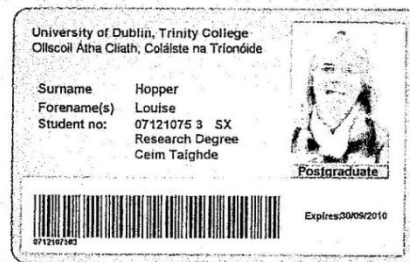 University of Dublin, Trinity College
Ollscoil Átha Cliath, Coláiste na Tríonóide
Surname Hopper
Forename(s) Louise
Student no: 07121075 3 SX
Research Degree
Ceim Taighde
Postgraduate
Expires:30/09/2010
0712107503